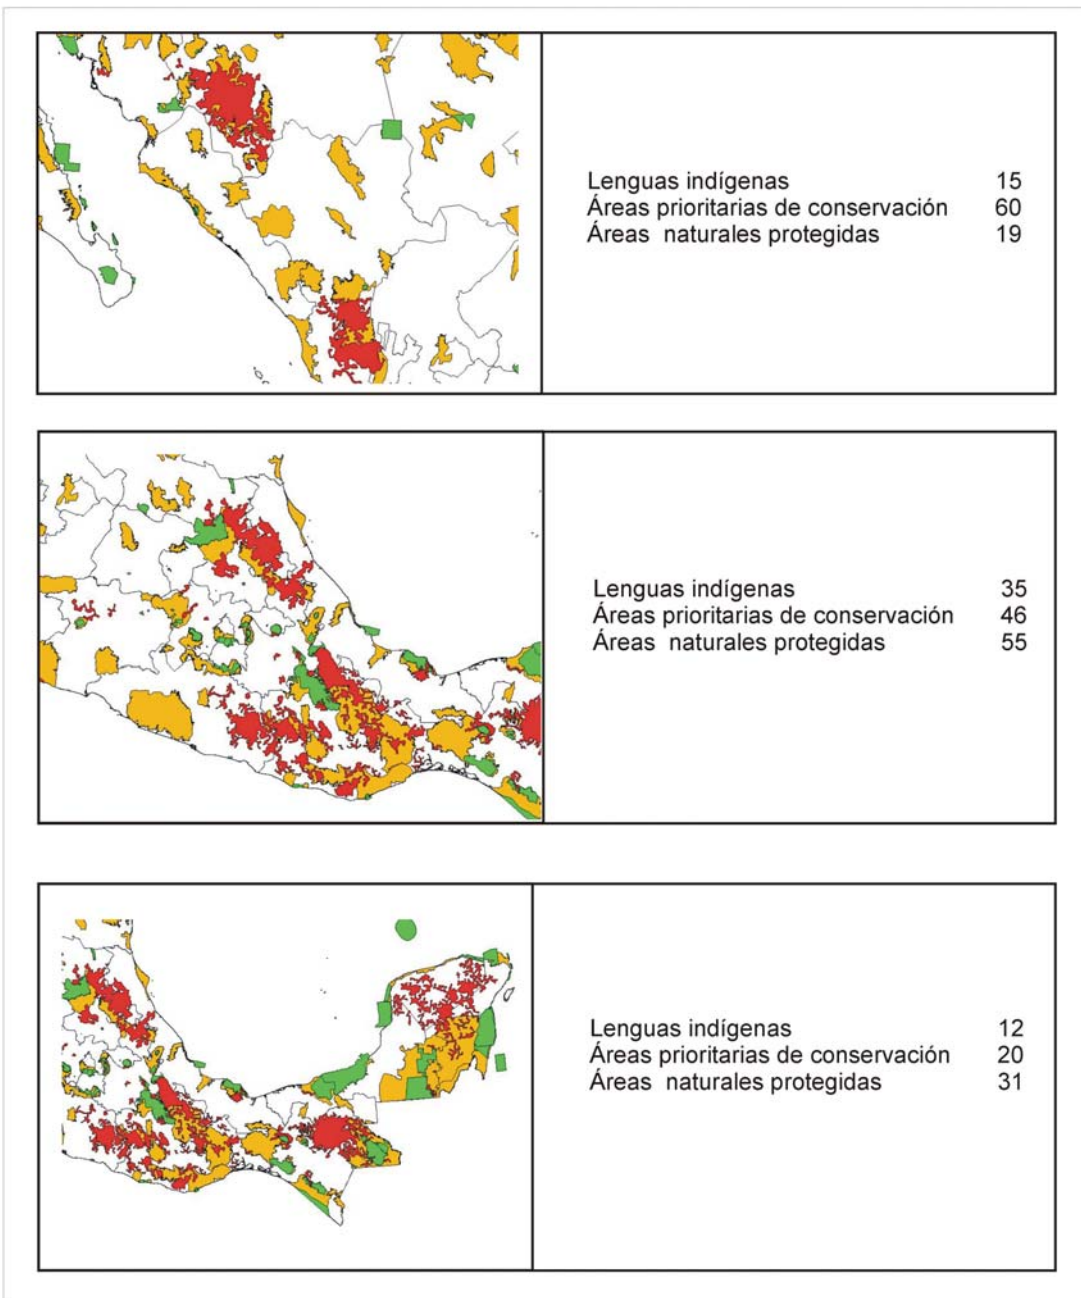 Lenguas indígenas 15
Áreas prioritarias de conservación 60
Áreas naturales protegidas 19
Lenguas indígenas 35
Áreas prioritarias de conservación 46
Áreas naturales protegidas 55
Lenguas indígenas 12
Áreas prioritarias de conservación 20
Áreas naturales protegidas 31